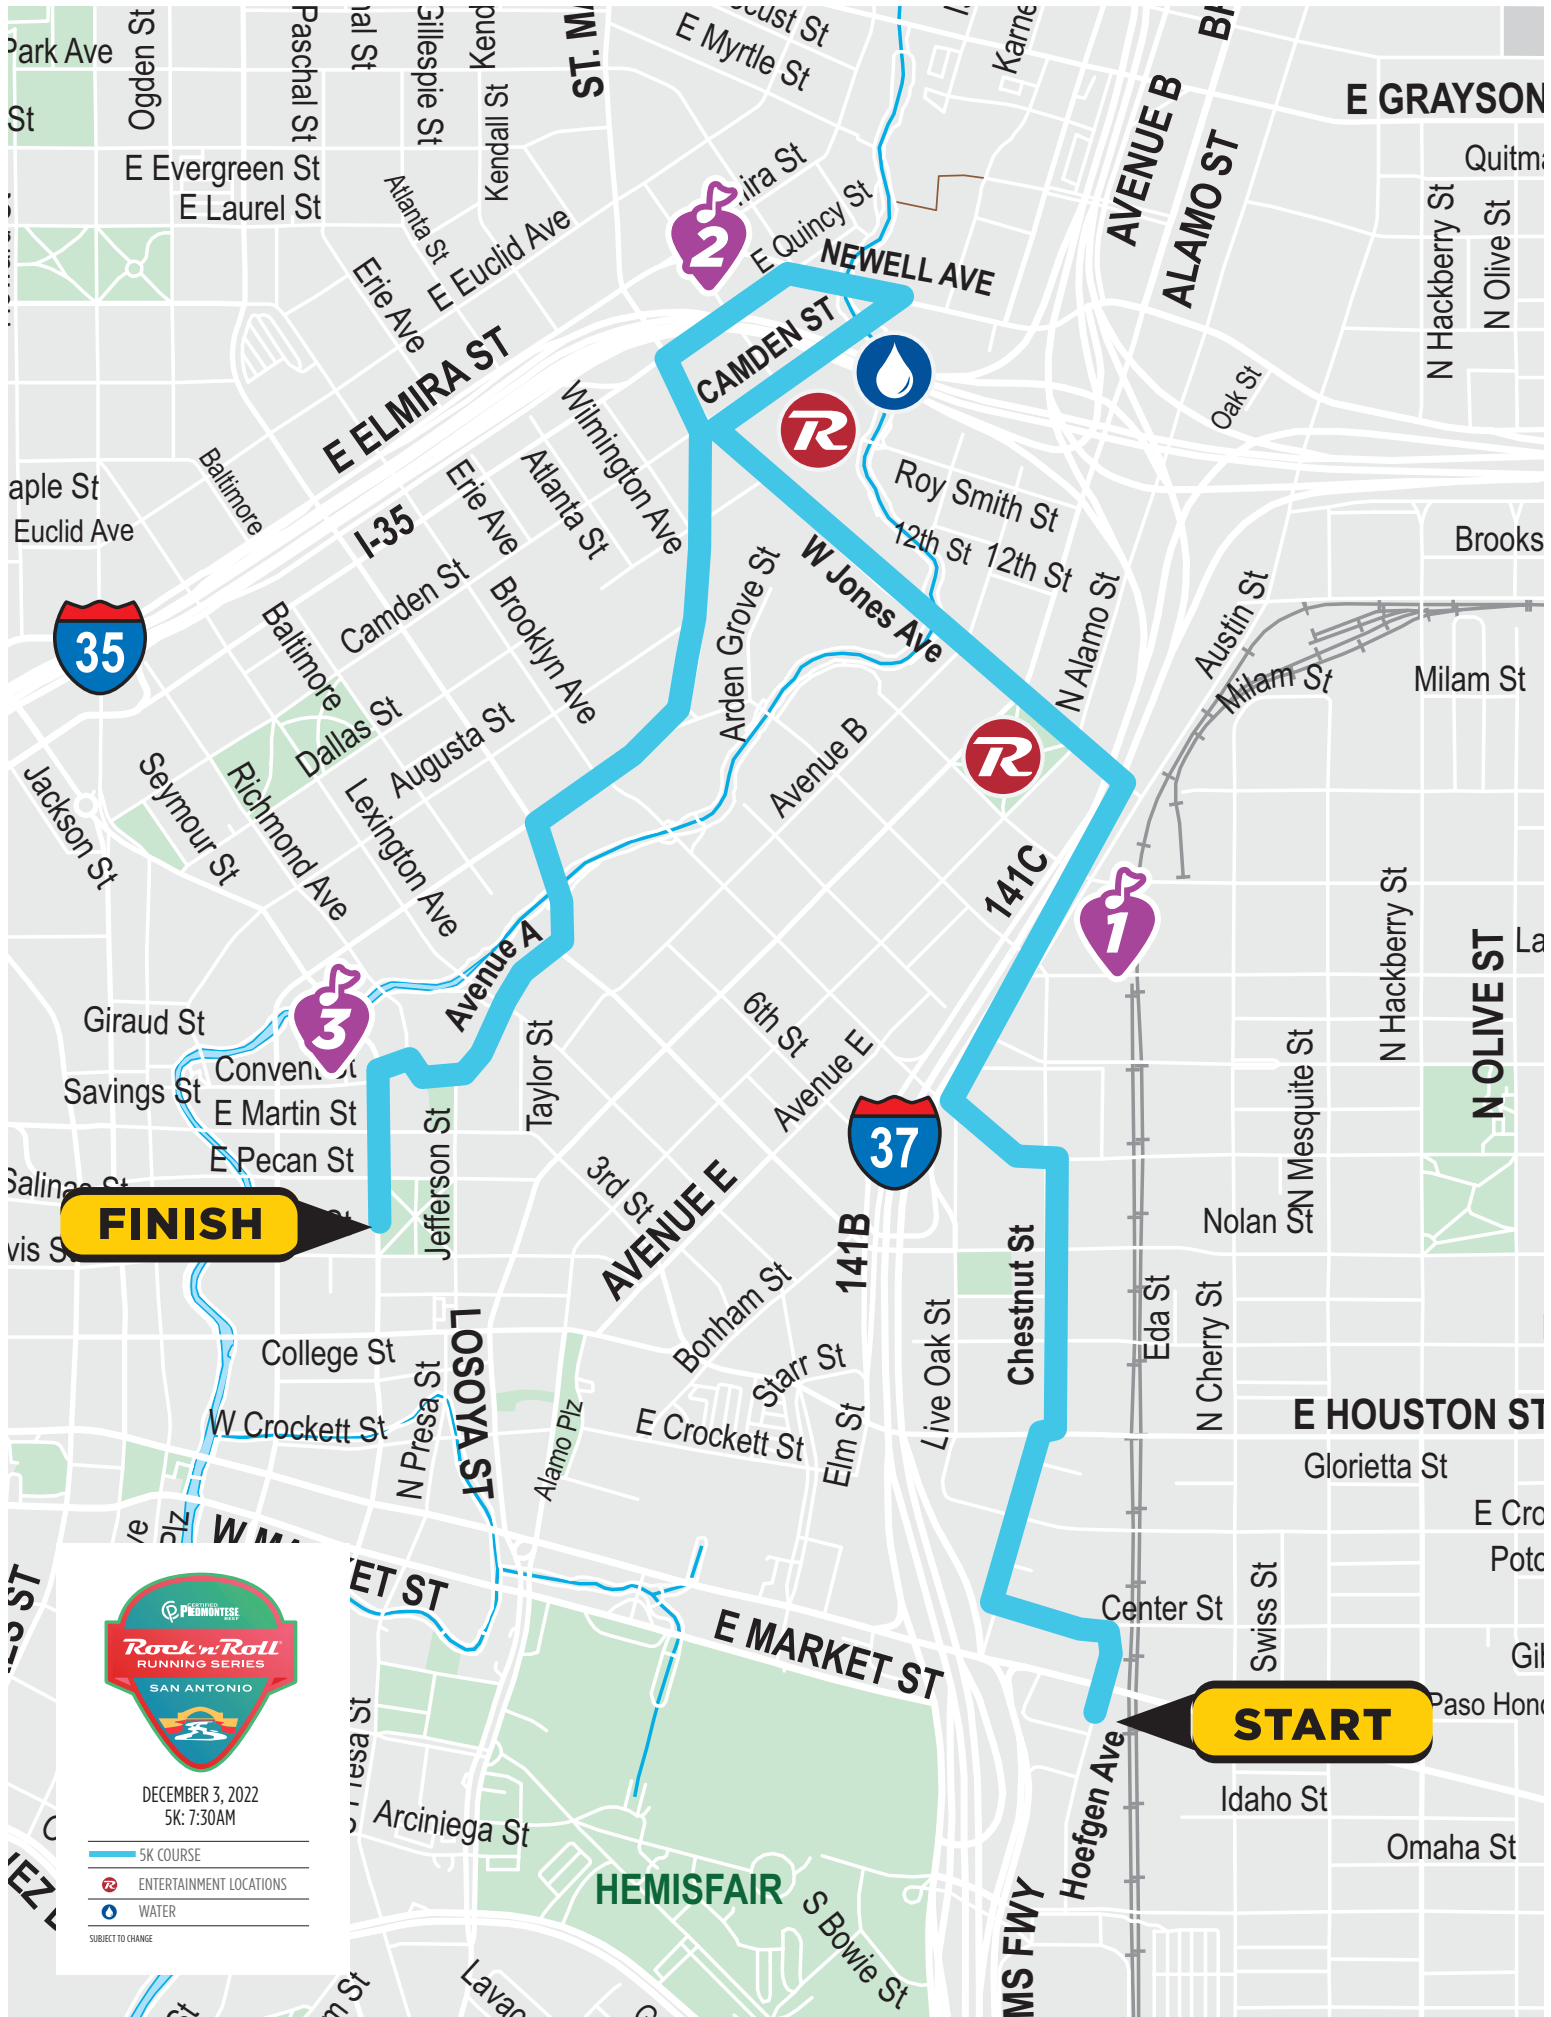 Park Ave
Ogden St
Paschal St
Gillespie St
Kendall St
E Myrtle St
AVENUE B
ALAMO ST
E GRAYSON
St
E Evergreen St
E Laurel St
Atlanta St
E Euclid Ave
Erie Ave
2
E Quincy St
NEWELL AVE
N Hackberry St
N Olive St
E ELMIRA ST
CAMDEN ST
R
Oak St
Baltimore
Wilmington Ave
Erie Ave
Atlanta St
Euclid Ave
I-35
Roy Smith St
12th St
12th St
W Jones Ave
35
Camden St
Baltimore
Brooklyn Ave
Arden Grove St
N Alamo St
Austin St
Milam St
Milam St
Dallas St
Augusta St
Avenue B
R
Jackson St
Seymour St
Richmond Ave
Lexington Ave
141C
1
N Hackberry St
N OLIVE ST
Avenue A
3
Giraud St
Convent St
Savings St
E Martin St
E Pecan St
Jefferson St
Taylor St
6th St
Avenue E
37
N Mesquite St
Nolan St
FINISH
3rd St
AVENUE E
141B
Chestnut St
Bonham St
Starr St
Live Oak St
Eda St
N Cherry St
LOSOYA ST
College St
W Crockett St
N Presa St
Alamo Plz
E Crockett St
Elm St
E HOUSTON ST
Glorietta St
Plz
E MARKET ST
Center St
Swiss St
START
Hoefgen Ave
Idaho St
Omaha St
Arciniega St
HEMISFAIR
S Bowie St
CERTIFIED
PIEDMONTESE
BEEF
Rock 'n' Roll
RUNNING SERIES
SAN ANTONIO
DECEMBER 3, 2022
5K: 7:30AM
5K COURSE
R ENTERTAINMENT LOCATIONS
WATER
SUBJECT TO CHANGE